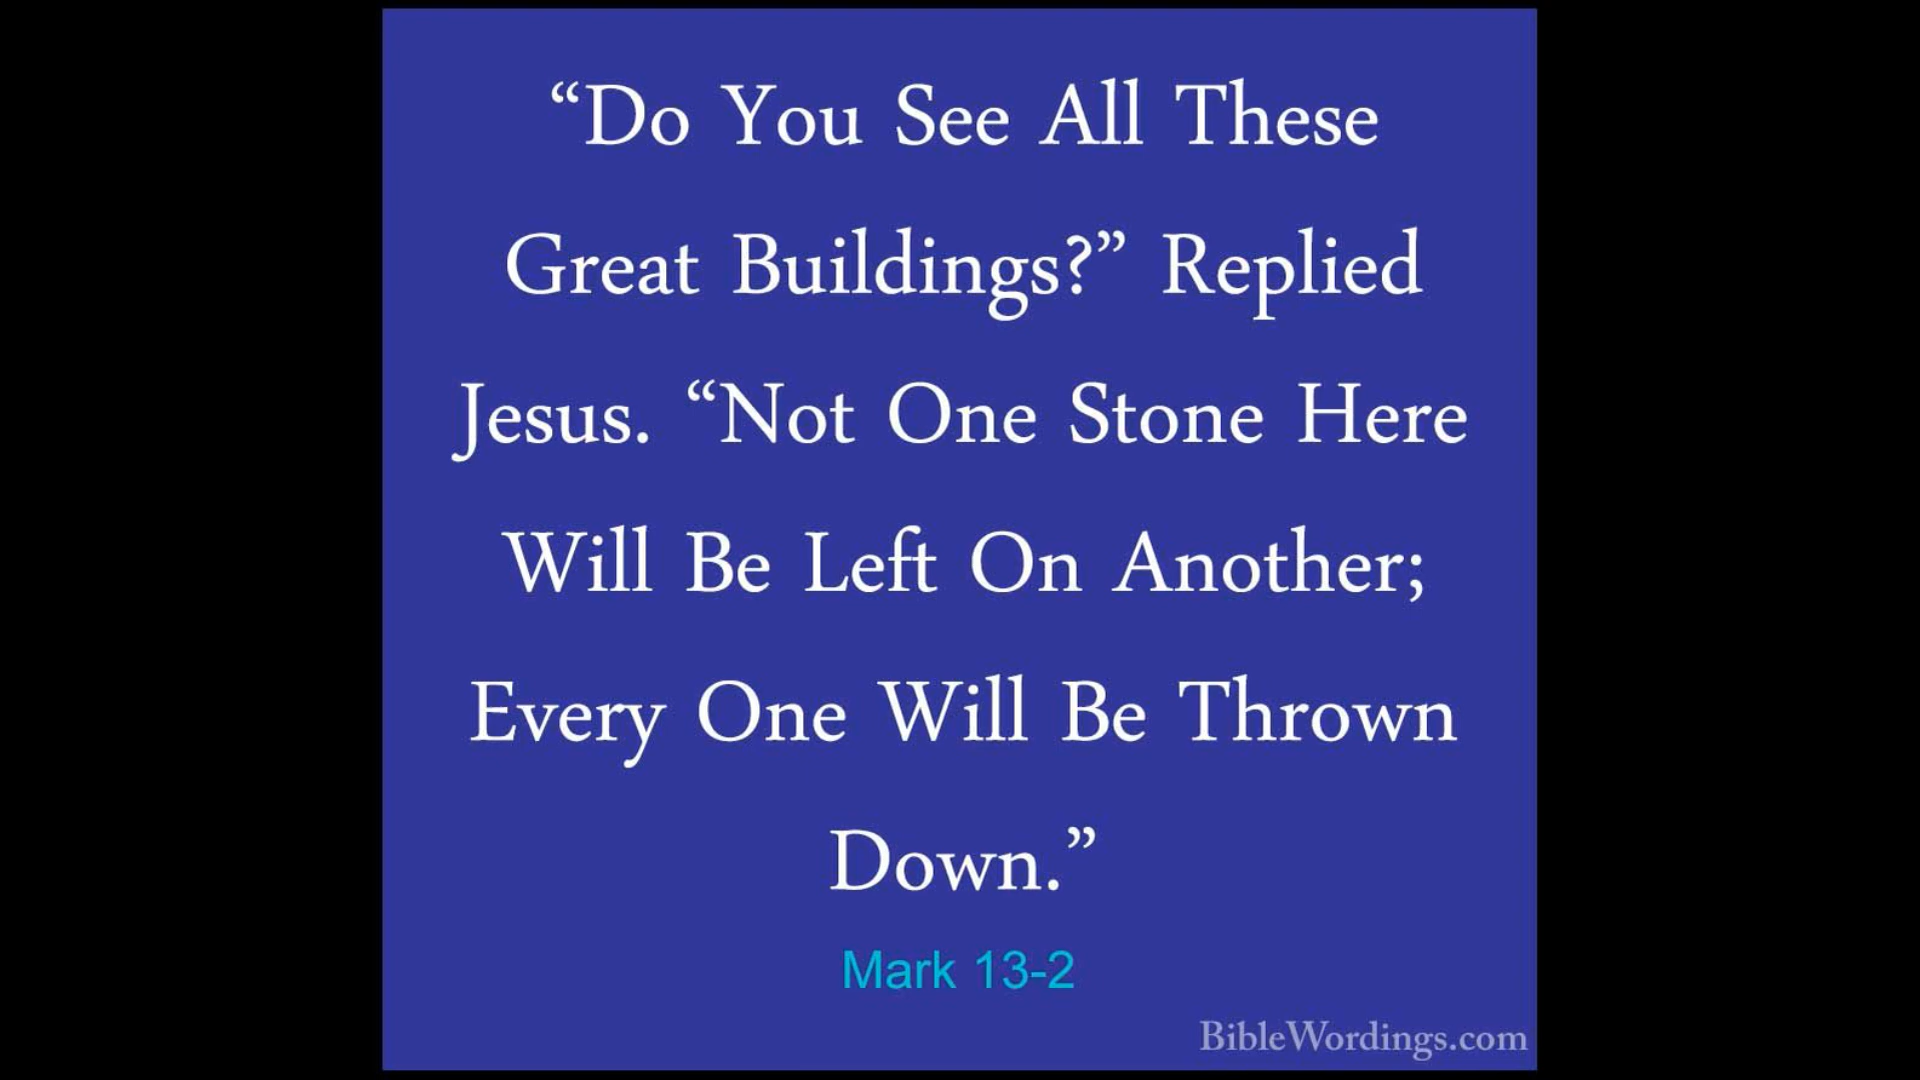 “Do You See All These
Great Buildings?” Replied
Jesus. “Not One Stone Here
Will Be Left On Another;
Every One Will Be Thrown
Down.”
Mark 13-2
BibleWordings.com